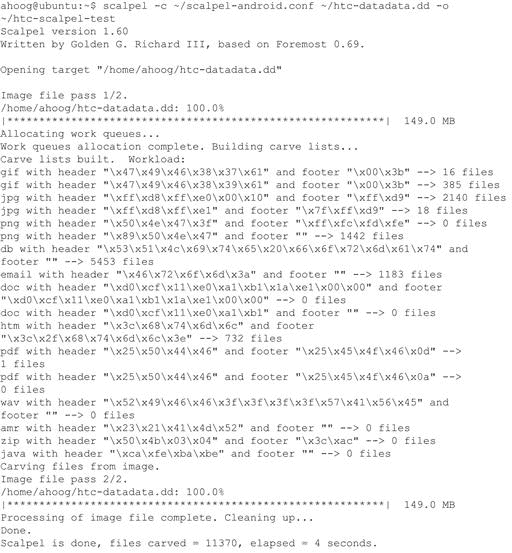 ahoog@ubuntu:~$ scalpel -c ~/scalpel-android.conf ~/htc-datadata.dd -o
~/htc-scalpel-test
Scalpel version 1.60
Written by Golden G. Richard III, based on Foremost 0.69.
Opening target "/home/ahoog/htc-datadata.dd"
Image file pass 1/2.
/home/ahoog/htc-datadata.dd: 100.0%
|*********************************************************| 149.0 MB
Allocating work queues...
Work queues allocation complete. Building carve lists...
Carve lists built.  Workload:
gif with header "\x47\x49\x46\x38\x37\x61" and footer "\x00\x3b" --> 16 files
gif with header "\x47\x49\x46\x38\x39\x61" and footer "\x00\x3b" --> 385 files
jpg with header "\xff\xd8\xff\xe0\x00\x10" and footer "\xff\xd9" --> 2140 files
jpg with header "\xff\xd8\xff\xe1" and footer "\x7f\xff\xd9" --> 18 files
png with header "\x50\x4e\x47\x3f" and footer "\xff\xfc\xfd\xfe" --> 0 files
png with header "\x89\x50\x4e\x47" and footer "" --> 1442 files
db with header "\x53\x51\x4c\x69\x74\x65\x20\x66\x6f\x72\x6d\x61\x74" and
footer "" --> 5453 files
email with header "\x46\x72\x6f\x6d\x3a" and footer "" --> 1183 files
doc with header "\xd0\xcf\x11\xe0\xa1\xb1\x1a\xe1\x00\x00" and footer
"\xd0\xcf\x11\xe0\xa1\xb1\x1a\xe1\x00\x00" --> 0 files
doc with header "\xd0\xcf\x11\xe0\xa1\xb1" and footer "" --> 0 files
htm with header "\x3c\x68\x74\x6d\x6c" and footer
"\x3c\x2f\x68\x74\x6d\x6c\x3e" --> 732 files
pdf with header "\x25\x50\x44\x46" and footer "\x25\x45\x4f\x46\x0d" -->
1 files
pdf with header "\x25\x50\x44\x46" and footer "\x25\x45\x4f\x46\x0a" -->
0 files
wav with header "\x52\x49\x46\x46\x3f\x3f\x3f\x3f\x57\x41\x56\x45" and
footer "" --> 0 files
amr with header "\x23\x21\x41\x4d\x52" and footer "" --> 0 files
zip with header "\x50\x4b\x03\x04" and footer "\x3c\xac" --> 0 files
java with header "\xca\xfe\xba\xbe" and footer "" --> 0 files
Carving files from image.
Image file pass 2/2.
/home/ahoog/htc-datadata.dd: 100.0%
|*********************************************************| 149.0 MB
Processing of image file complete. Cleaning up...
Done.
Scalpel is done, files carved = 11370, elapsed = 4 seconds.